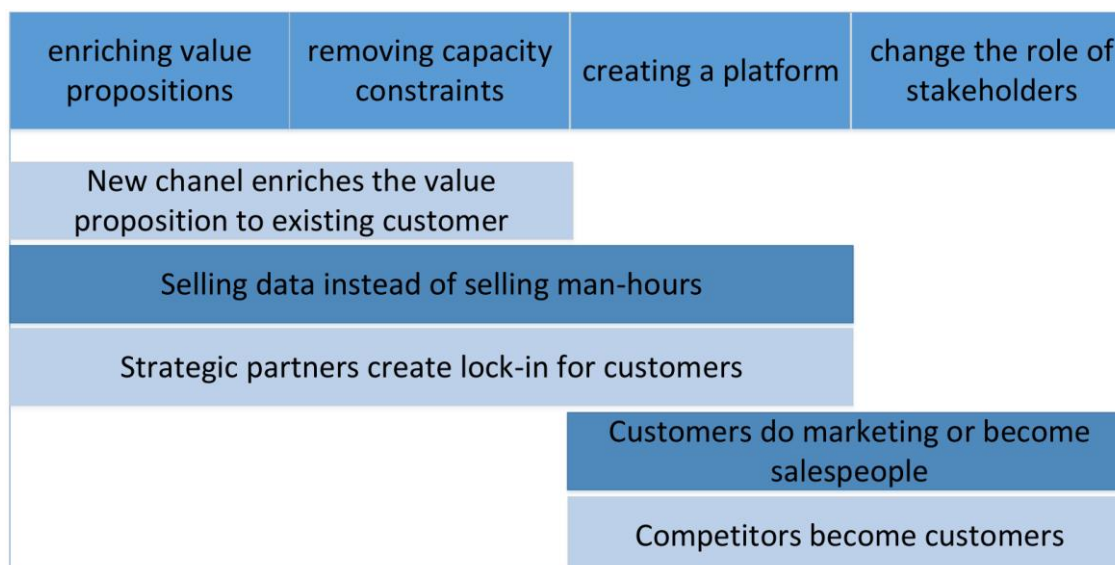 enriching value
propositions
removing capacity
constraints
creating a platform
change the role of
stakeholders
New chanel enriches the value
proposition to existing customer
Selling data instead of selling man-hours
Strategic partners create lock-in for customers
Customers do marketing or become
salespeople
Competitors become customers